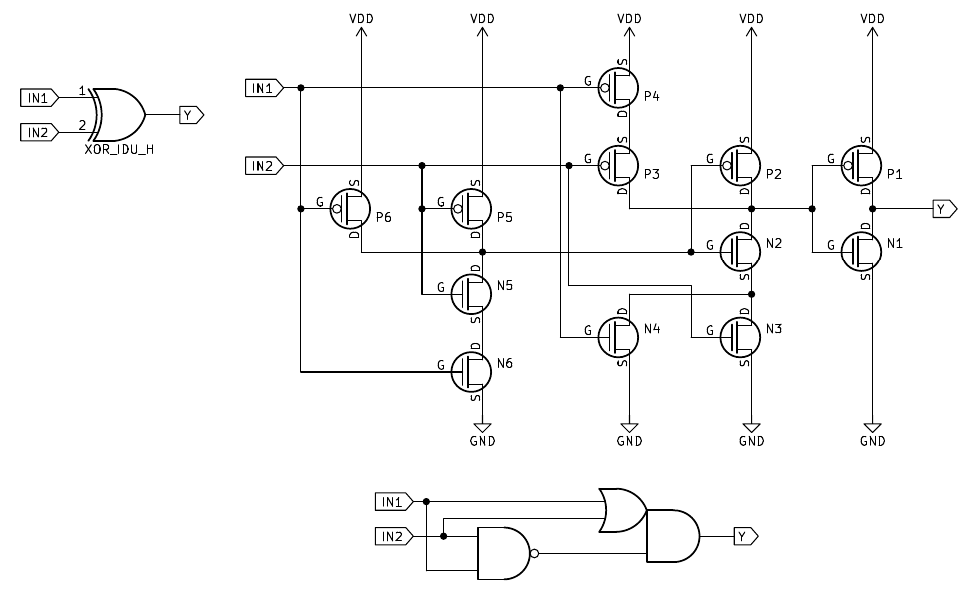 VDD VDD VDD VDD VDD
IN1 1
IN2 2 Y
XOR_IDU_H
IN1 G S P4 D
IN2 G S P3 D G S P2 D G S P1 D
G S P6 D G S P5 D Y
G D N2 S G D N1 S
G D N5 S
G D N4 S G D N3 S
G D N6 S
GND GND GND GND
IN1
IN2 Y